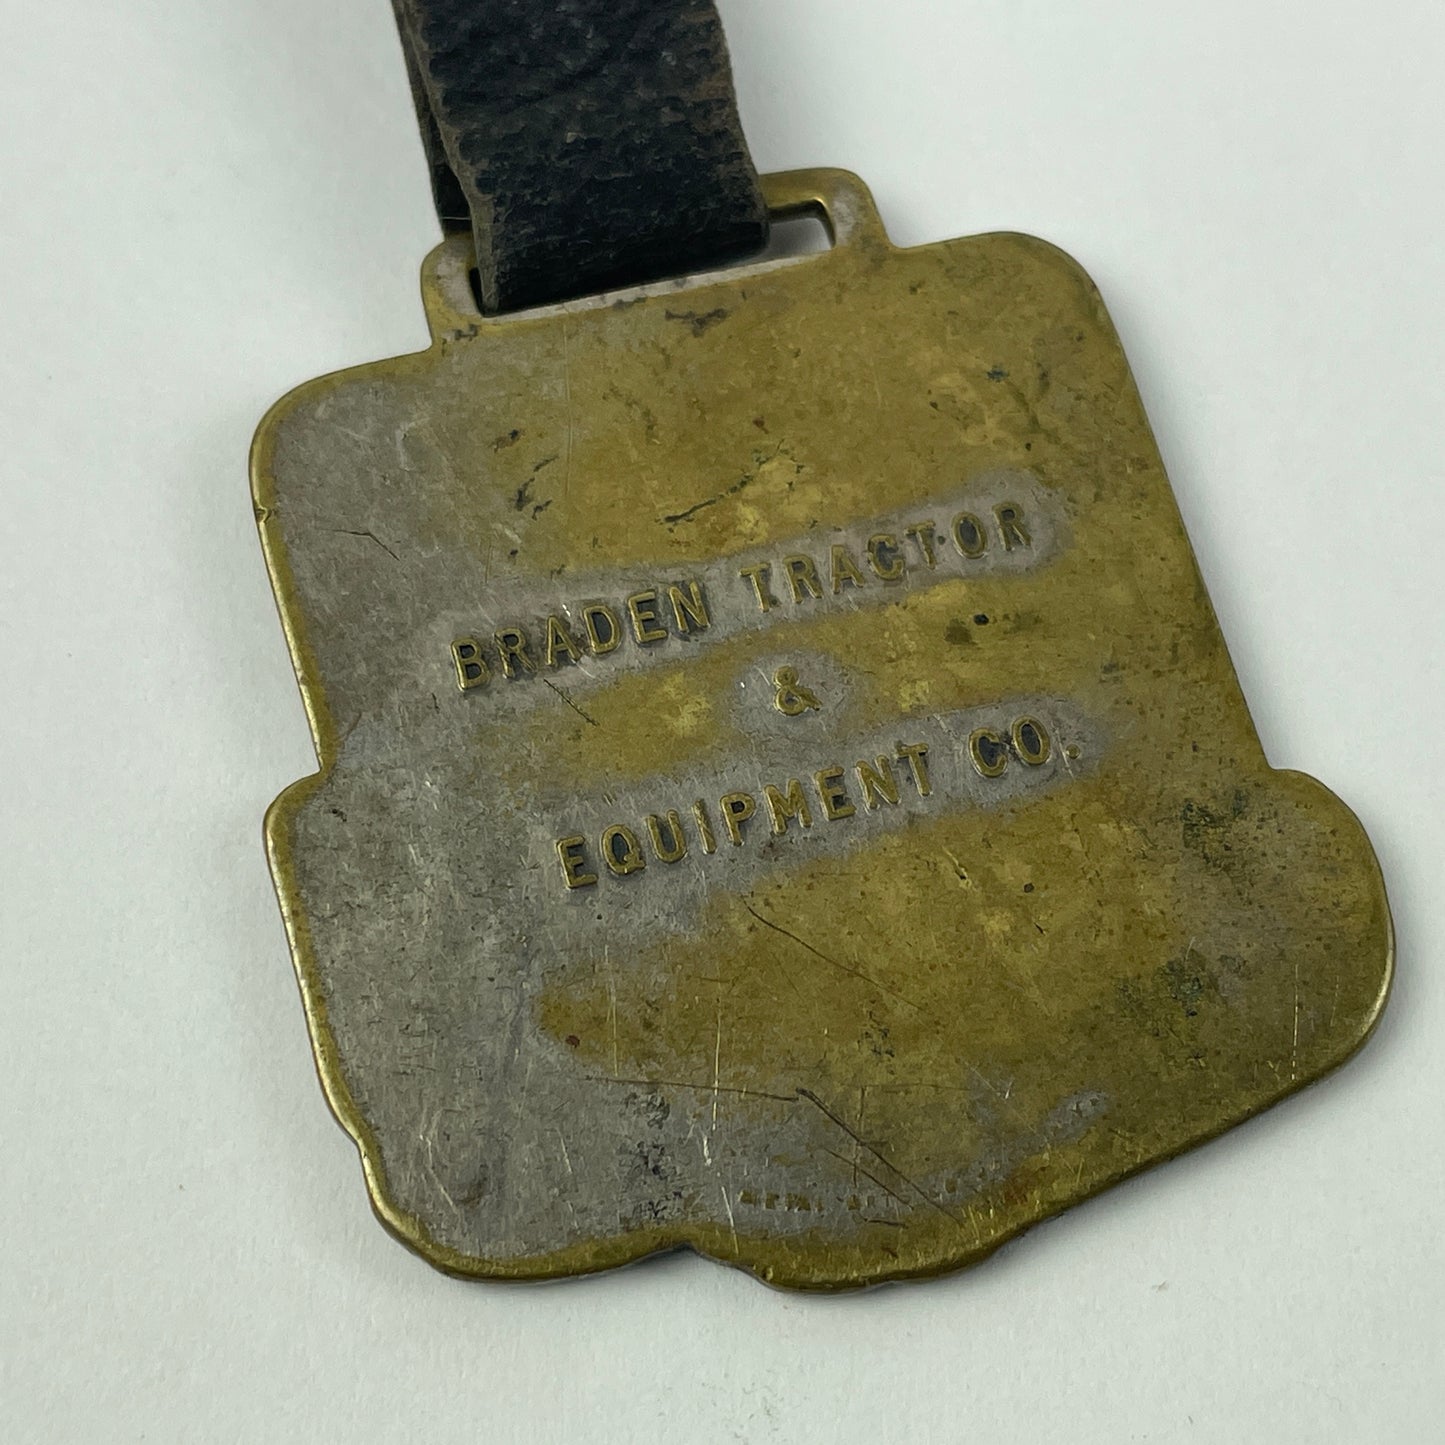 BRADEN TRACTOR
&
EQUIPMENT CO.